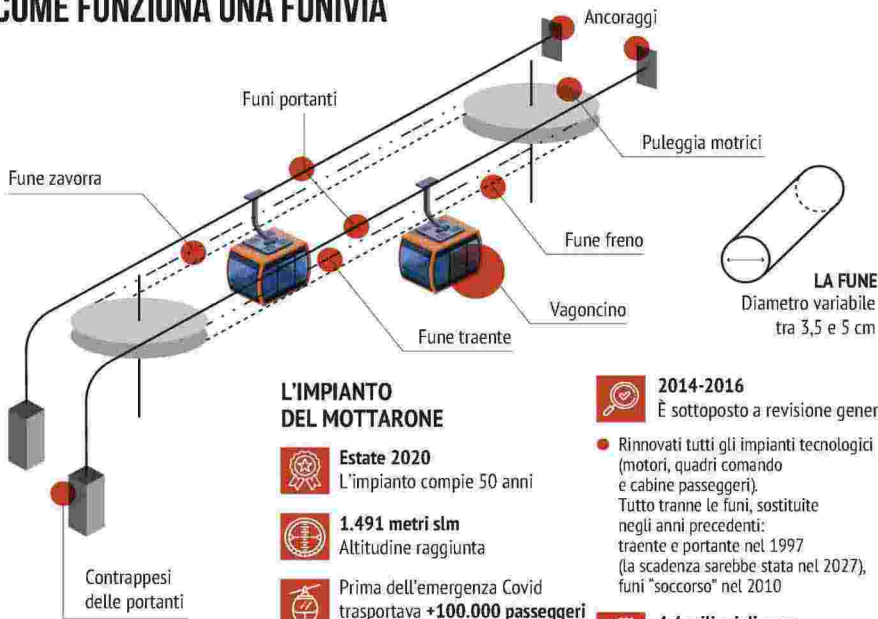 COME FUNZIONA UNA FUNIVIA
Ancoraggi
Funi portanti
Puleggia motrici
Fune zavorra
Fune freno
Vagoncino
Fune traente
LA FUNE
Diametro variabile
tra 3,5 e 5 cm
Contrappesi
delle portanti
L'IMPIANTO
DEL MOTTARONE
Estate 2020
L'impianto compie 50 anni
1.491 metri slm
Altitudine raggiunta
Prima dell'emergenza Covid
trasportava +100.000 passeggeri
2014-2016
È sottoposto a revisione gener
Rinnovati tutti gli impianti tecnologici
(motori, quadri comando
e cabine passeggeri).
Tutto tranne le funi, sostituite
negli anni precedenti:
traente e portante nel 1997
(la scadenza sarebbe stata nel 2027),
funi "soccorso" nel 2010